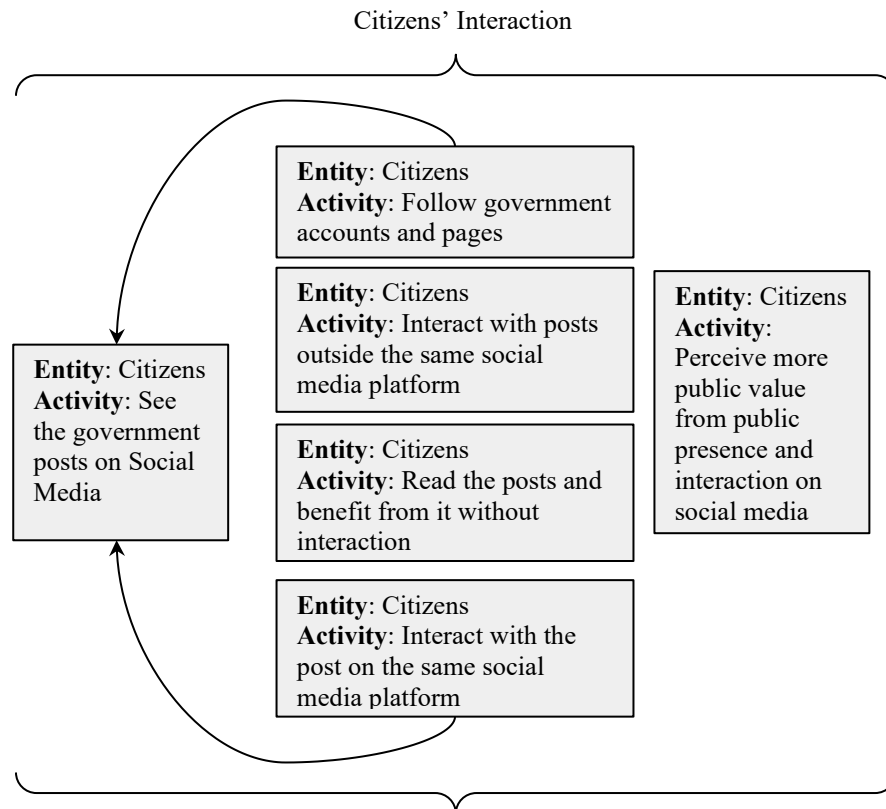 Citizens’ Interaction
Entity: Citizens
Activity: Follow government
accounts and pages
Entity: Citizens
Activity: Interact with posts
outside the same social
media platform
Entity: Citizens
Activity: See
the government
posts on Social
Media
Entity: Citizens
Activity: Read the posts and
benefit from it without
interaction
Entity: Citizens
Activity: Interact with the
post on the same social
media platform
Entity: Citizens
Activity:
Perceive more
public value
from public
presence and
interaction on
social media